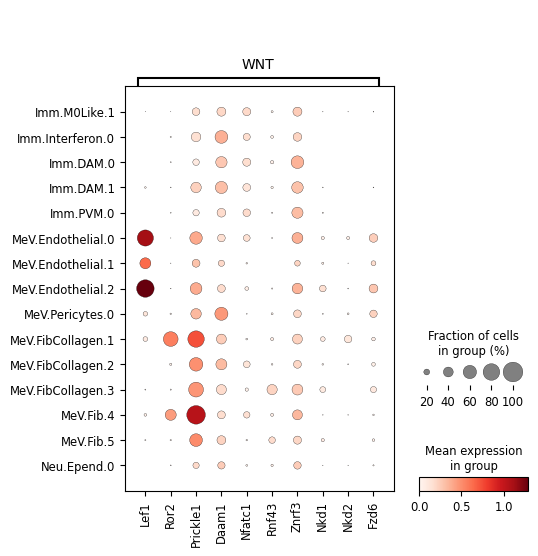 WNT
Imm.M0Like.1
Imm.Interferon.0
Imm.DAM.0
Imm.DAM.1
Imm.PVM.0
MeV.Endothelial.0
MeV.Endothelial.1
MeV.Endothelial.2
MeV.Pericytes.0
MeV.FibCollagen.1
MeV.FibCollagen.2
MeV.FibCollagen.3
MeV.Fib.4
MeV.Fib.5
Neu.Epend.0
Lef1
Ror2
Prickle1
Daam1
Nfatc1
Rnf43
Znrf3
Nkd1
Nkd2
Fzd6
Fraction of cells
in group (%)
20 40 60 80 100
Mean expression
in group
0.0 0.5 1.0